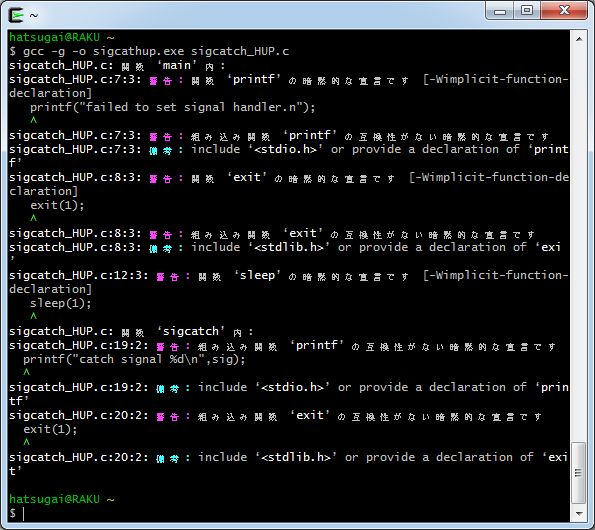 ~
hatsugai@RAKU ~
$ gcc -g -o sigcathup.exe sigcatch_HUP.c
sigcatch_HUP.c: 関数 ‘main’ 内:
sigcatch_HUP.c:7:3: 警告: 関数 ‘printf’ の暗黙的な宣言です [-Wimplicit-function-
declaration]
printf("failed to set signal handler.n");
^
sigcatch_HUP.c:7:3: 警告: 組み込み関数 ‘printf’ の互換性がない暗黙的な宣言です
sigcatch_HUP.c:7:3: 備考: include ‘<stdio.h>’ or provide a declaration of ‘print
f’
sigcatch_HUP.c:8:3: 警告: 関数 ‘exit’ の暗黙的な宣言です [-Wimplicit-function-de
claration]
exit(1);
^
sigcatch_HUP.c:8:3: 警告: 組み込み関数 ‘exit’ の互換性がない暗黙的な宣言です
sigcatch_HUP.c:8:3: 備考: include ‘<stdlib.h>’ or provide a declaration of ‘exi
’
sigcatch_HUP.c:12:3: 警告: 関数 ‘sleep’ の暗黙的な宣言です [-Wimplicit-function-
declaration]
sleep(1);
^
sigcatch_HUP.c: 関数 ‘sigcatch’ 内:
sigcatch_HUP.c:19:2: 警告: 組み込み関数 ‘printf’ の互換性がない暗黙的な宣言です
printf("catch signal %d\n",sig);
^
sigcatch_HUP.c:19:2: 備考: include ‘<stdio.h>’ or provide a declaration of ‘prin
tf’
sigcatch_HUP.c:20:2: 警告: 組み込み関数 ‘exit’ の互換性がない暗黙的な宣言です
exit(1);
^
sigcatch_HUP.c:20:2: 備考: include ‘<stdlib.h>’ or provide a declaration of ‘exi
t’
hatsugai@RAKU ~
$